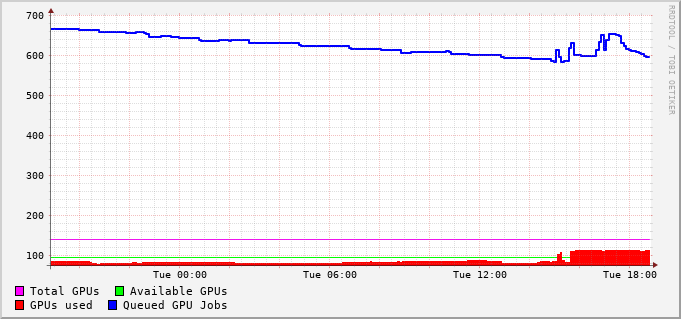 700
600
500
400
300
200
100
Tue 00:00 Tue 06:00 Tue 12:00 Tue 18:00
Total GPUs Available GPUs
GPUs used Queued GPU Jobs
RRDTOOL / TOBI OETIKER